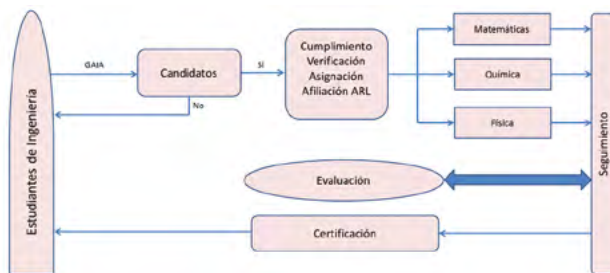 Estudiantes de Ingeniería
GAIA
Candidatos
Si
No
Cumplimiento
Verificación
Asignación
Afiliación ARL
Matemáticas
Química
Física
Seguimiento
Evaluación
Certificación